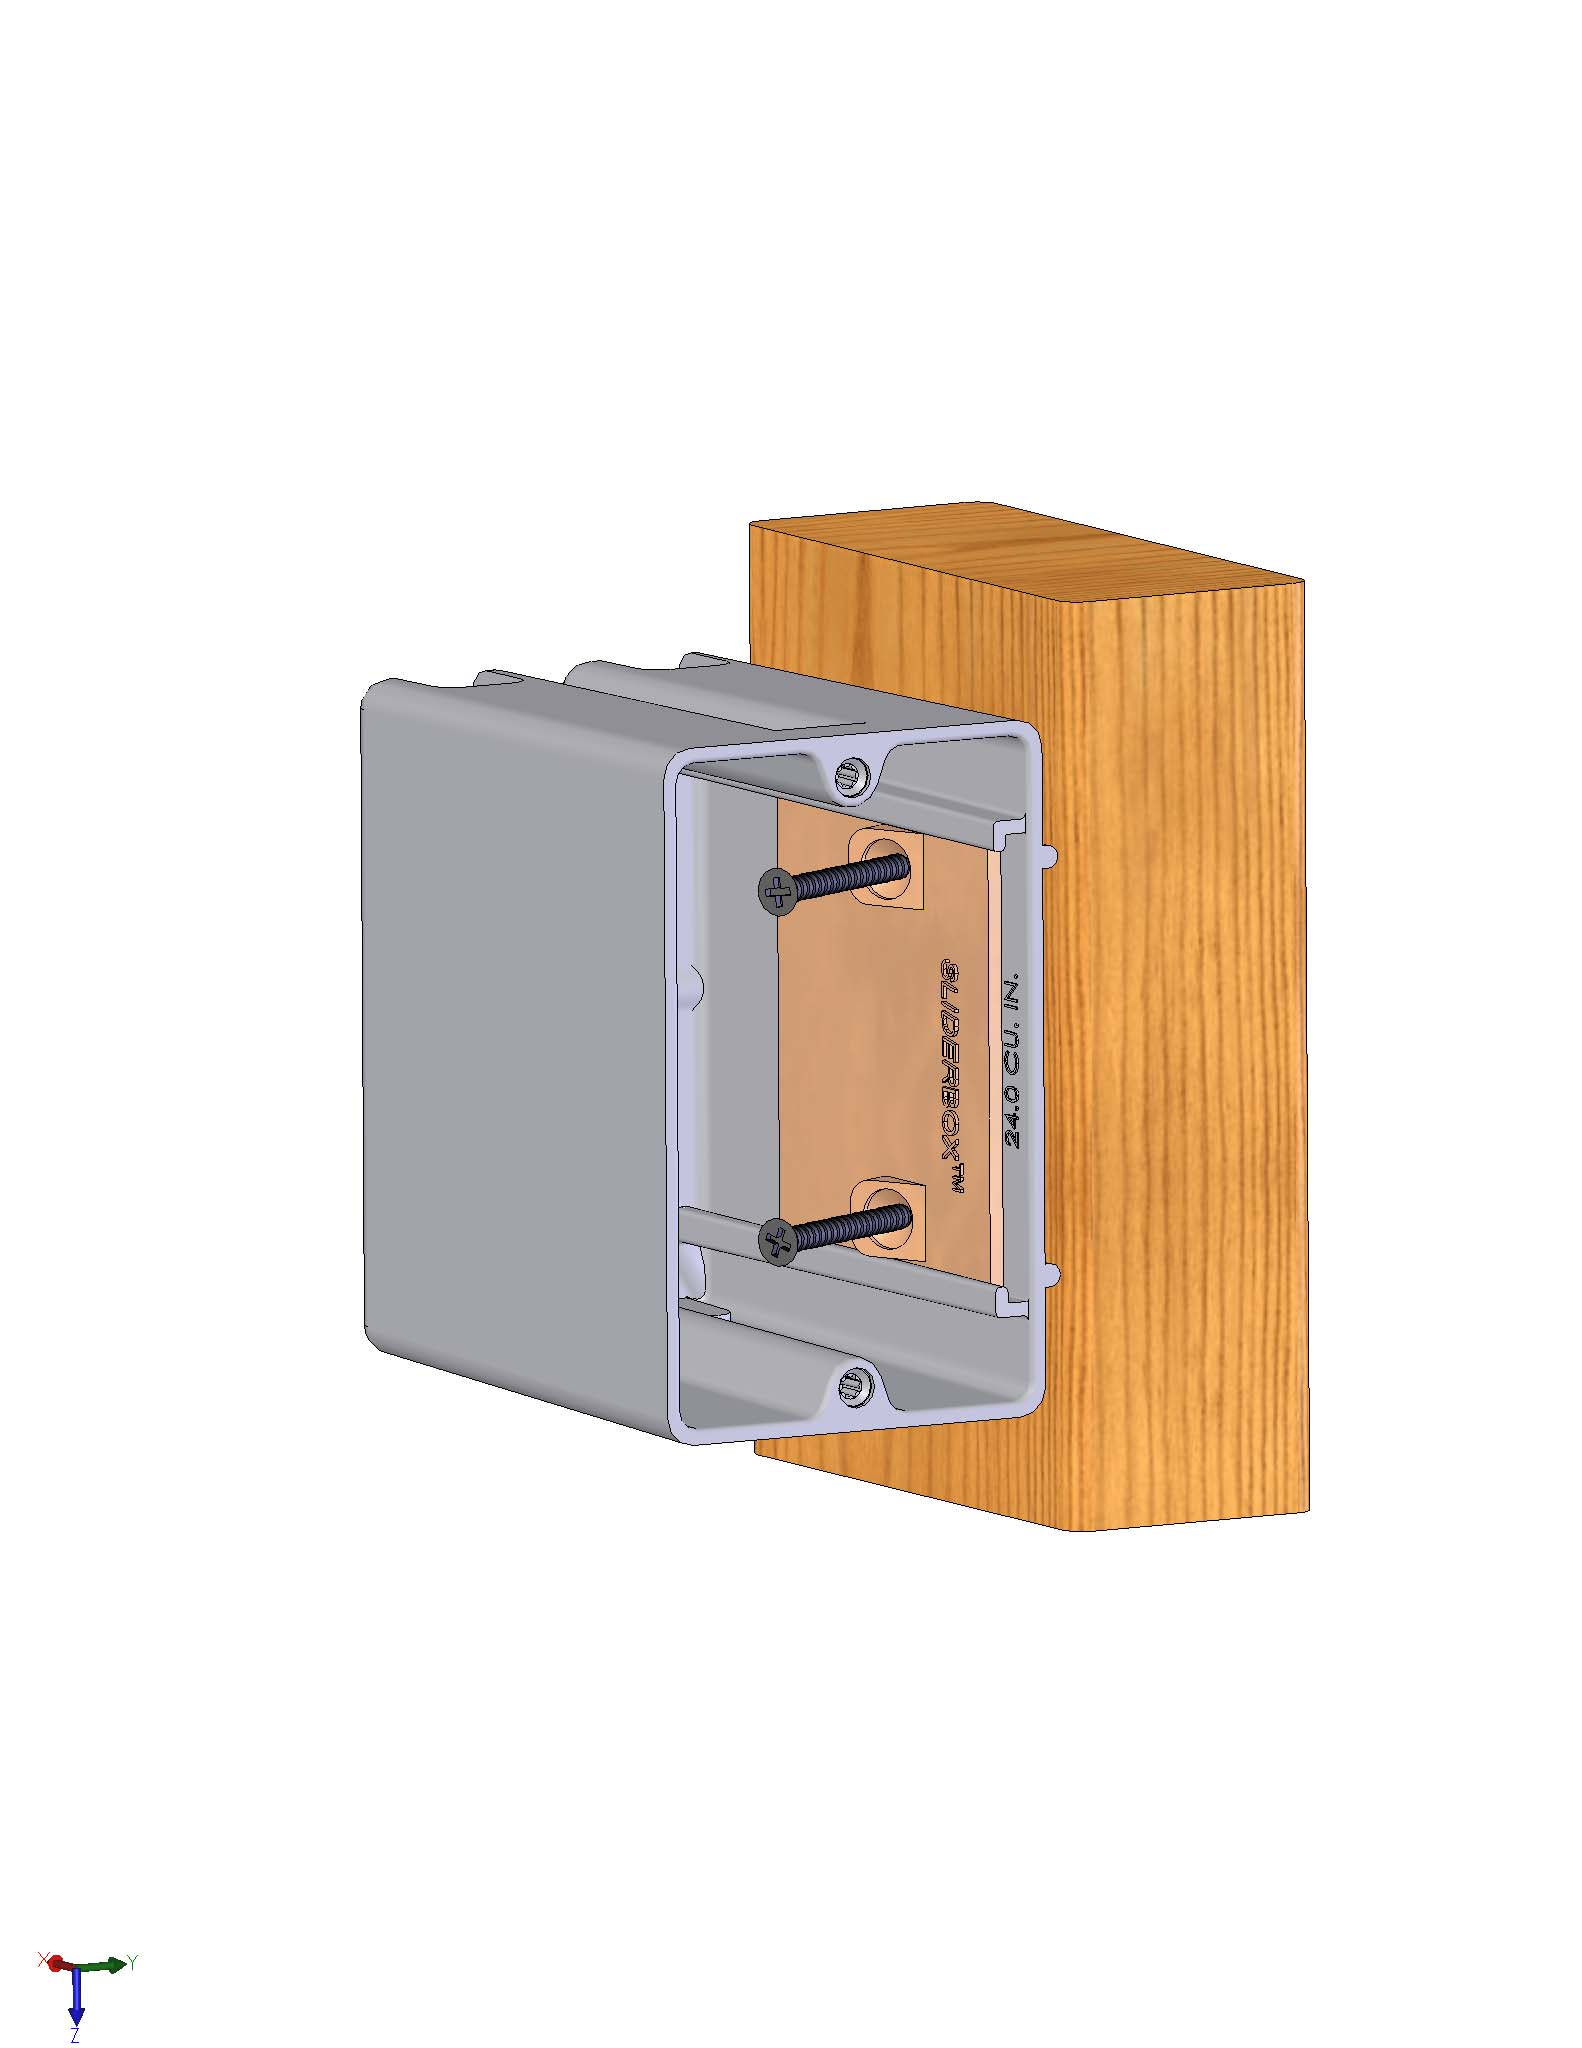 SLIDERBOX™
24.0 CU. IN.
X
Y
Z